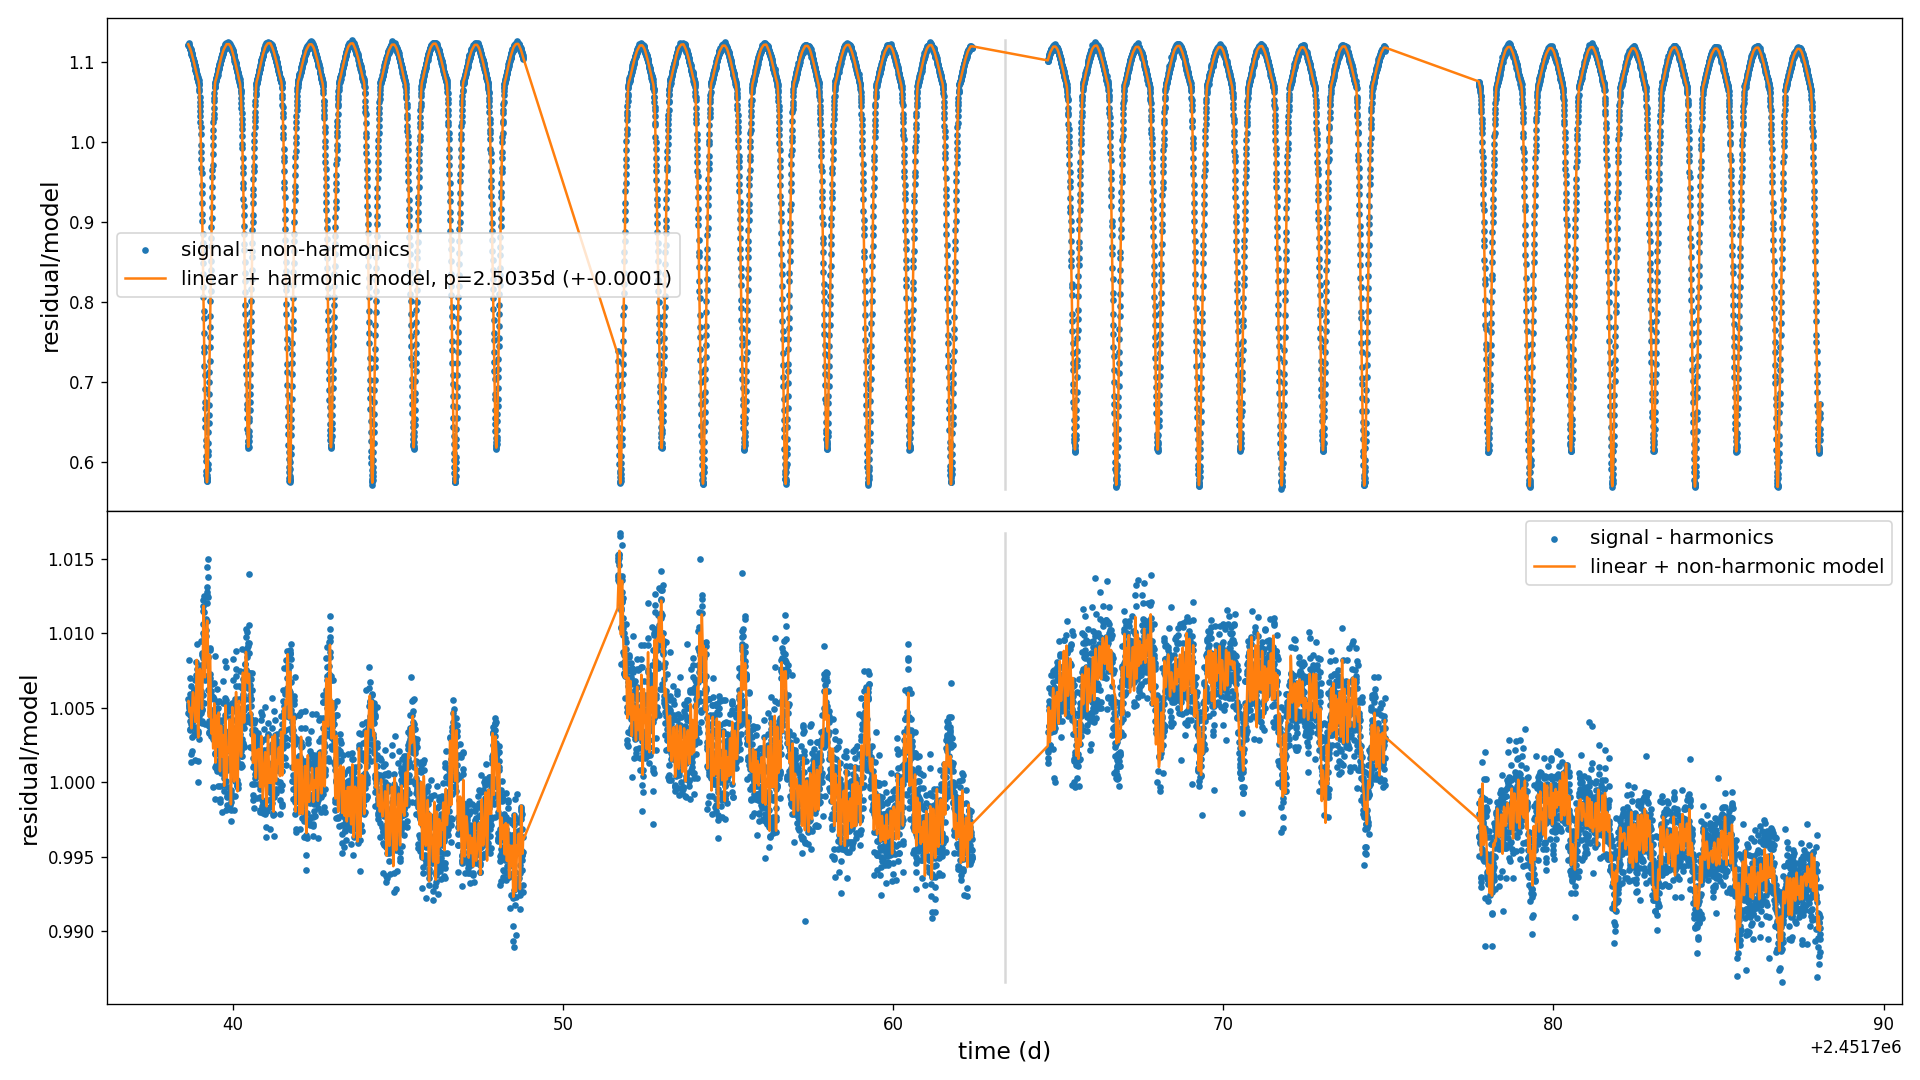 1.1
1.0
0.9
0.8
0.7
0.6
residual/model
signal - non-harmonics
linear + harmonic model, p=2.5035d (+-0.0001)
1.015
1.010
1.005
1.000
0.995
0.990
residual/model
signal - harmonics
linear + non-harmonic model
40
50
60
70
80
90
time (d)
+2.4517e6